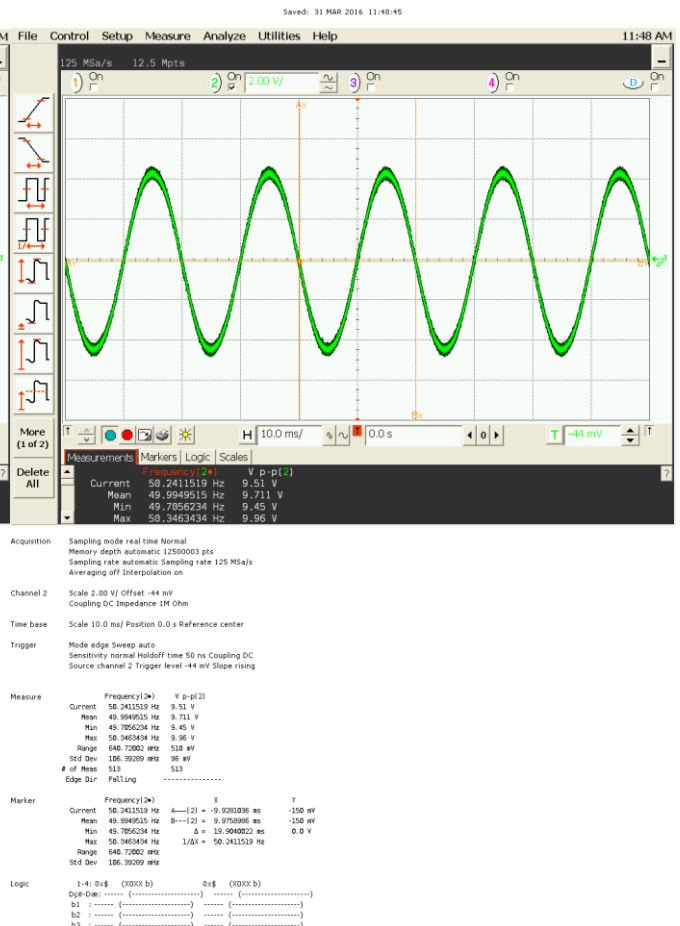 Saved: 31 MAR 2016 11:48:45
M File Control Setup Measure Analyze Utilities Help 11:48 AM
125 MSa/s 12.5 Mpts
1) On 2) On 2.00 V/ 3) On 4) On D On
Ax
Bx
T
1/
H 10.0 ms/ T 0.0 s 0 T -44 mV
More
(1 of 2)
Delete
All
Measurements Markers Logic Scales
Frequency(2♦) V p-p(2)
Current 50.2411519 Hz 9.51 V
Mean 49.9949515 Hz 9.711 V
Min 49.7056234 Hz 9.45 V
Max 50.3463434 Hz 9.96 V
? ?
Acquisition Sampling mode real time Normal
Memory depth automatic 12500003 pts
Sampling rate automatic Sampling rate 125 MSa/s
Averaging off Interpolation on
Channel 2 Scale 2.00 V/ Offset -44 mV
Coupling DC Impedance 1M Ohm
Time base Scale 10.0 ms/ Position 0.0 s Reference center
Trigger Mode edge Sweep auto
Sensitivity normal Holdoff time 50 ns Coupling DC
Source channel 2 Trigger level -44 mV Slope rising
Measure Frequency(2♦) V p-p(2)
Current 50.2411519 Hz 9.51 V
Mean 49.9949515 Hz 9.711 V
Min 49.7056234 Hz 9.45 V
Max 50.3463434 Hz 9.96 V
Range 640.72002 mHz 510 mV
Std Dev 106.39289 mHz 96 mV
# of Meas 513 513
Edge Dir Falling ---------------
Marker Frequency(2♦) X Y
Current 50.2411519 Hz A——(2) = -9.9281036 ms -150 mV
Mean 49.9949515 Hz B---(2) = 9.9758986 ms -150 mV
Min 49.7056234 Hz Δ = 19.9040022 ms 0.0 V
Max 50.3463434 Hz 1/ΔX = 50.2411519 Hz
Range 640.72002 mHz
Std Dev 106.39289 mHz
Logic 1-4: 0x$ (X0XX b) 0x$ (X0XX b)
Dçè-Dæ: ------ (---------------------) ------ (---------------------)
b1 : ------ (---------------------) ------ (---------------------)
b2 : ------ (---------------------) ------ (---------------------)
b3 : ------ (---------------------) ------ (---------------------)